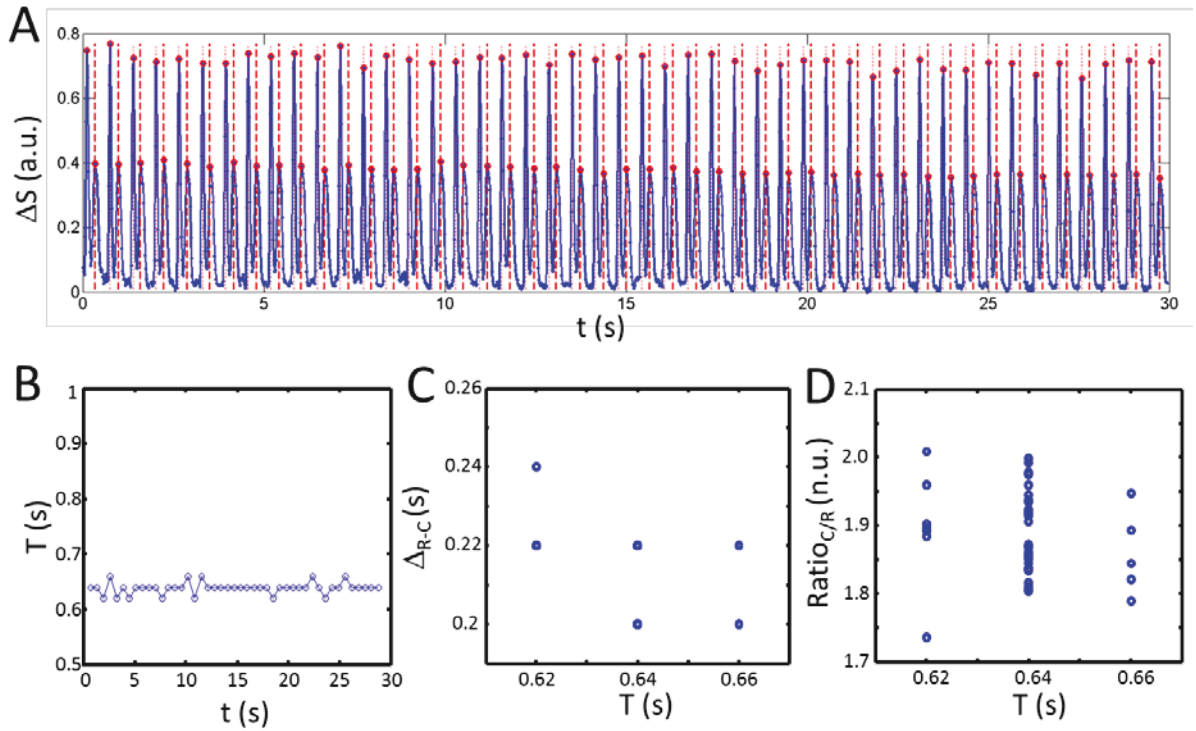 A
ΔS (a.u.)
0.8
0.6
0.4
0.2
0
0 5 10 15 20 25 30
t (s)
B
T (s)
1
0.9
0.8
0.7
0.6
0.5
0 5 10 15 20 25 30
t (s)
C
ΔR-C (s)
0.26
0.24
0.22
0.2
0.62 0.64 0.66
T (s)
D
RatioC/R (n.u.)
2.1
2.0
1.9
1.8
1.7
0.62 0.64 0.66
T (s)